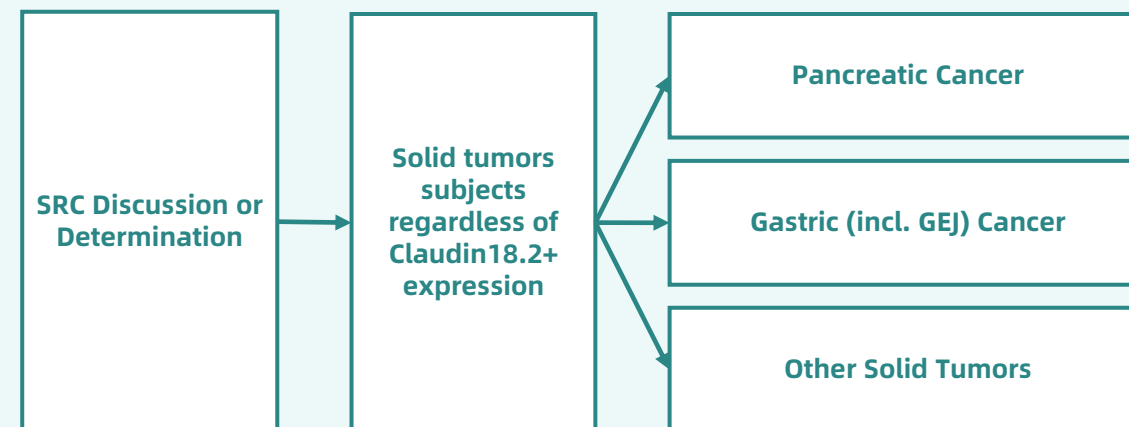 SRC Discussion or
Determination
Solid tumors
subjects
regardless of
Claudin18.2+
expression
Pancreatic Cancer
Gastric (incl. GEJ) Cancer
Other Solid Tumors